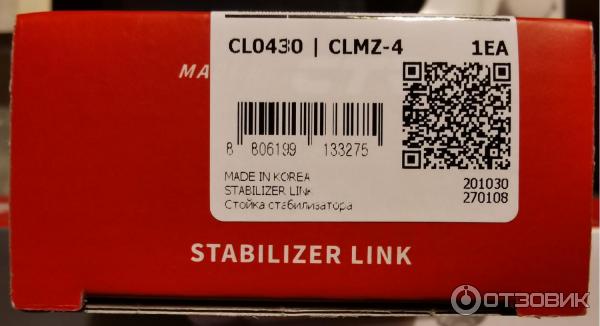 CL0430 | CLMZ-4 1EA
MA
8 806199 133275
MADE IN KOREA
STABILIZER LINK
Стойка стабилизатора
201030
270108
STABILIZER LINK
ОТЗОВИК